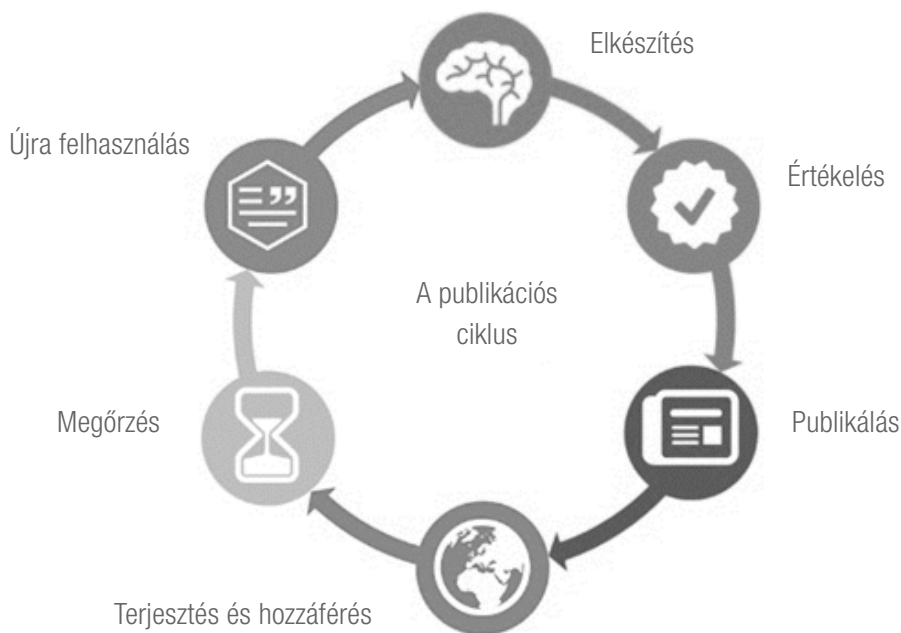 Elkészítés
Értékelés
Publikálás
Terjesztés és hozzáférés
Megőrzés
Újra felhasználás
A publikációs
ciklus